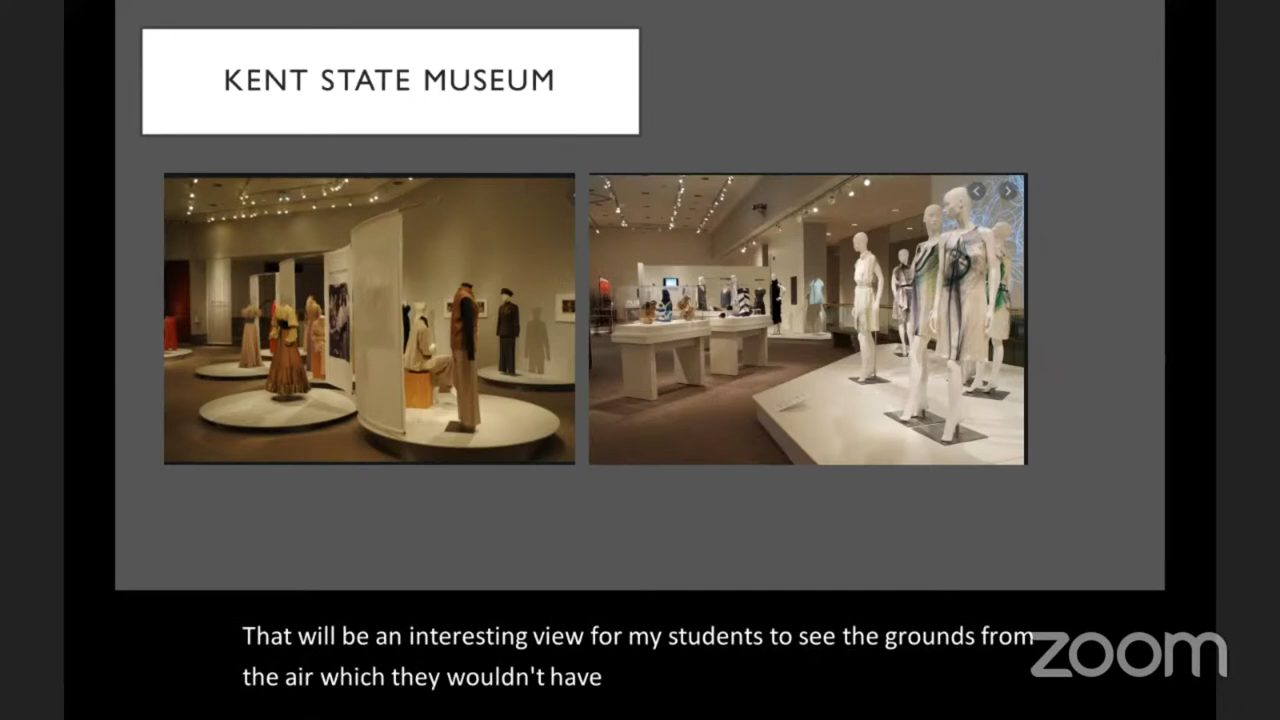 KENT STATE MUSEUM
That will be an interesting view for my students to see the grounds from
the air which they wouldn't have
zoom